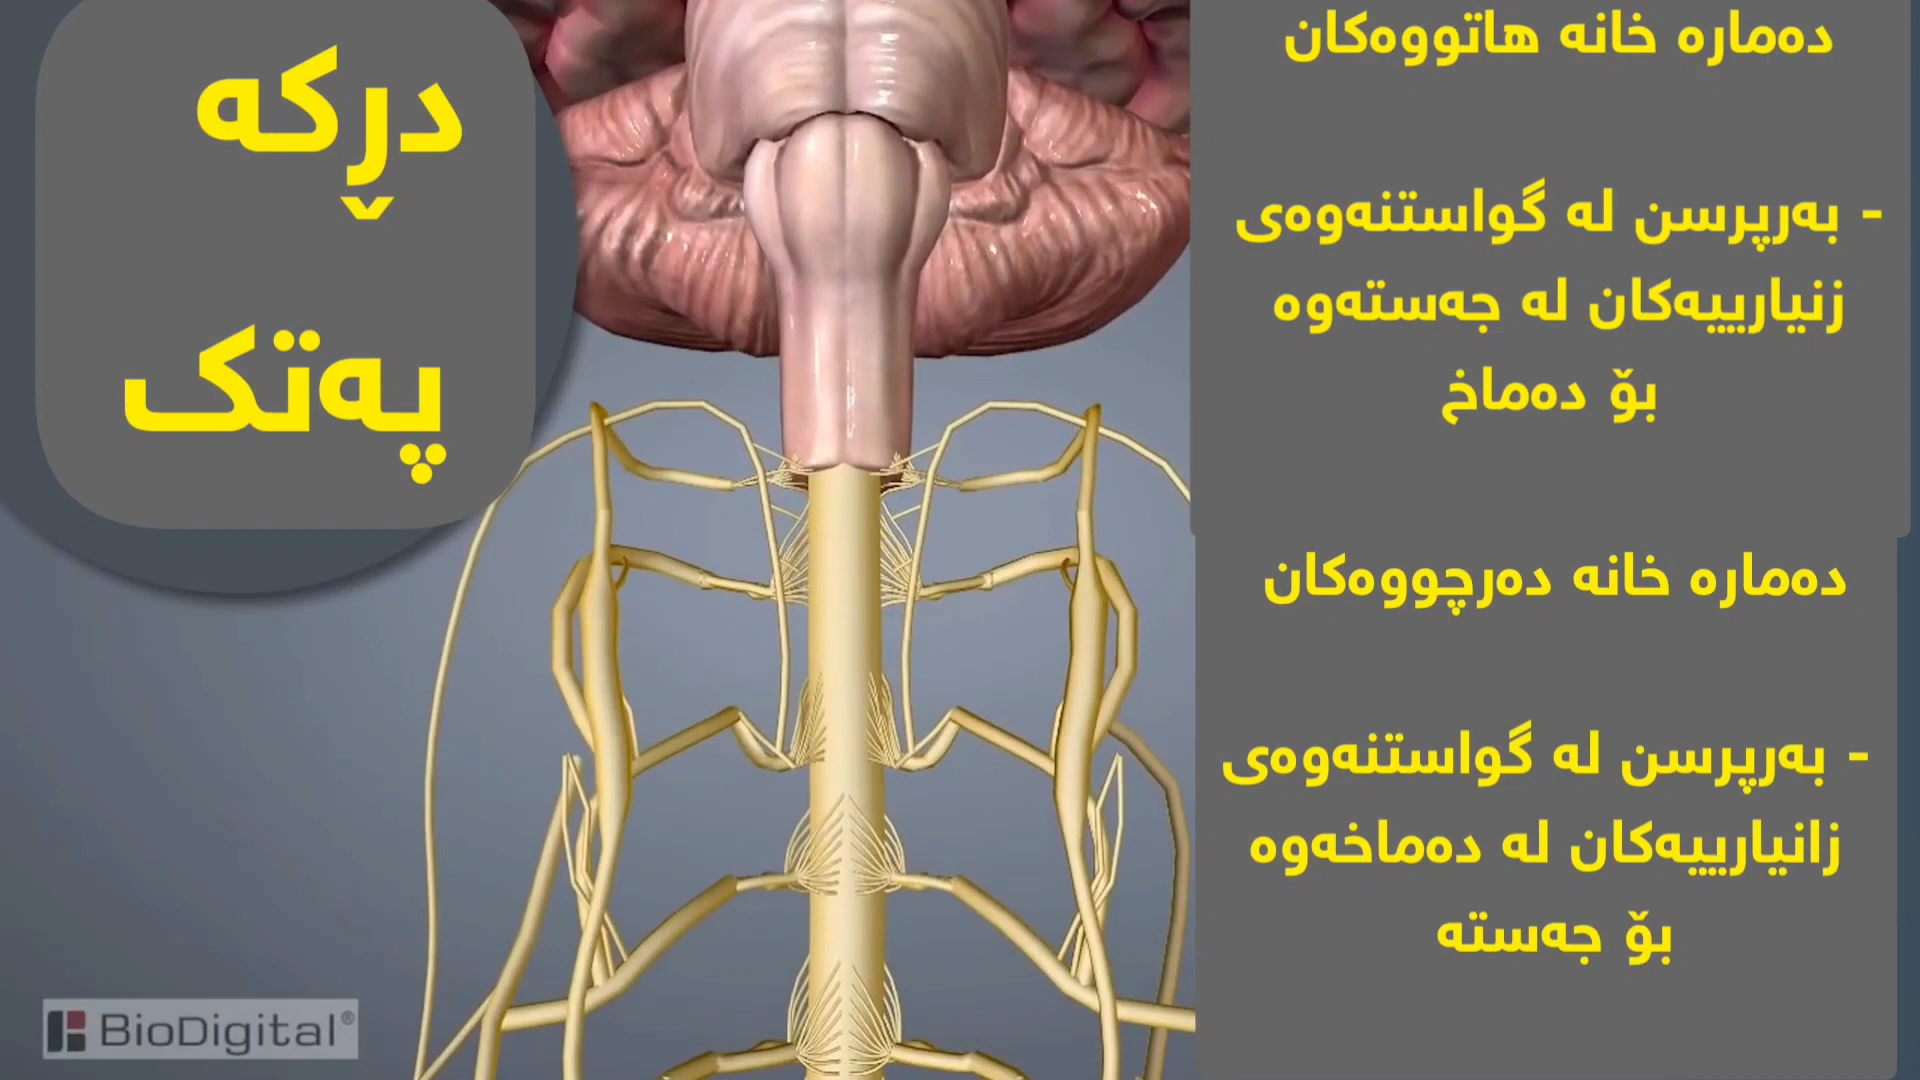 دڕکە
پەتک
دەمارە خانە هاتووەکان
- بەرپرسن لە گواستنەوەی
زنیارییەکان لە جەستەوە
بۆ دەماخ
دەمارە خانە دەرچووەکان
- بەرپرسن لە گواستنەوەی
زانیارییەکان لە دەماخەوە
بۆ جەستە
BioDigital®